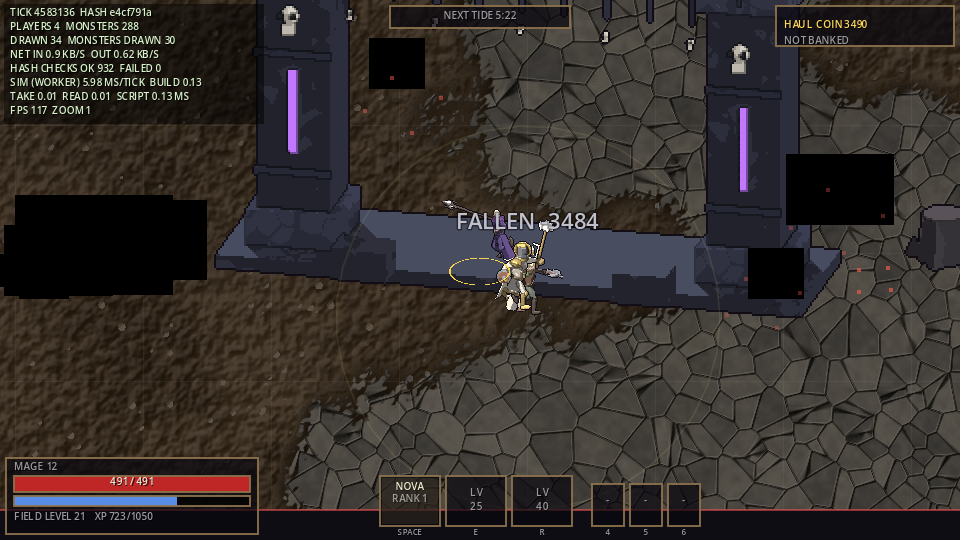 TICK 4583136 HASH e4cf791a
PLAYERS 4 MONSTERS 288
DRAWN 34 MONSTERS DRAWN 30
NET IN 0.9 KB/S OUT 0.62 KB/S
HASH CHECKS OK 932 FAILED 0
SIM (WORKER) 5.98 MS/TICK BUILD 0.13
TAKE 0.01 READ 0.01 SCRIPT 0.13 MS
FPS 117 ZOOM 1
NEXT TIDE 5:22
HAUL COIN 3490
NOT BANKED
FALLEN 3484
MAGE 12
491 / 491
FIELD LEVEL 21 XP 723/1050
NOVA
RANK 1
SPACE
LV
25
E
LV
40
R
-
4
-
5
-
6